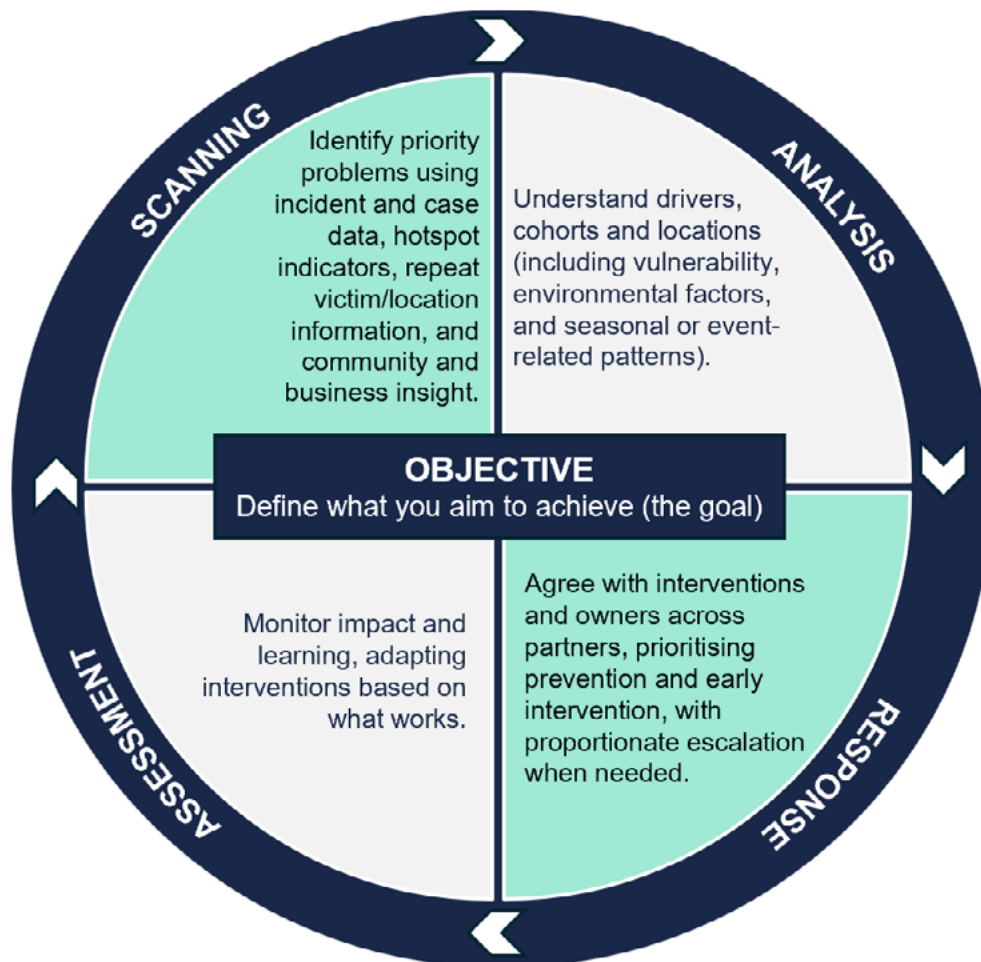 SCANNING
Identify priority
problems using
incident and case
data, hotspot
indicators, repeat
victim/location
information, and
community and
business insight.
ANALYSIS
Understand drivers,
cohorts and locations
(including vulnerability,
environmental factors,
and seasonal or event-
related patterns).
OBJECTIVE
Define what you aim to achieve (the goal)
RESPONSE
Agree with interventions
and owners across
partners, prioritising
prevention and early
intervention, with
proportionate escalation
when needed.
ASSESSMENT
Monitor impact and
learning, adapting
interventions based on
what works.